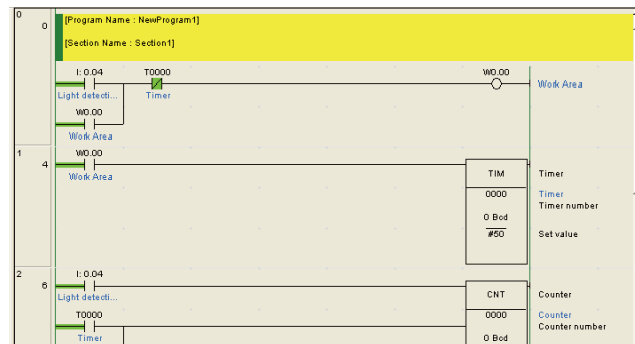 0
0
[Program Name : NewProgram1]
[Section Name : Section1]
I: 0.04 T0000 W0.00
Work Area
Light detecti... Timer
W0.00
Work Area
1
4
W0.00
Work Area
TIM Timer
0000 Timer
Timer number
0 Bcd
#50 Set value
2
6
I: 0.04
Light detecti...
CNT Counter
T0000 0000 Counter
Counter number
Timer 0 Bcd